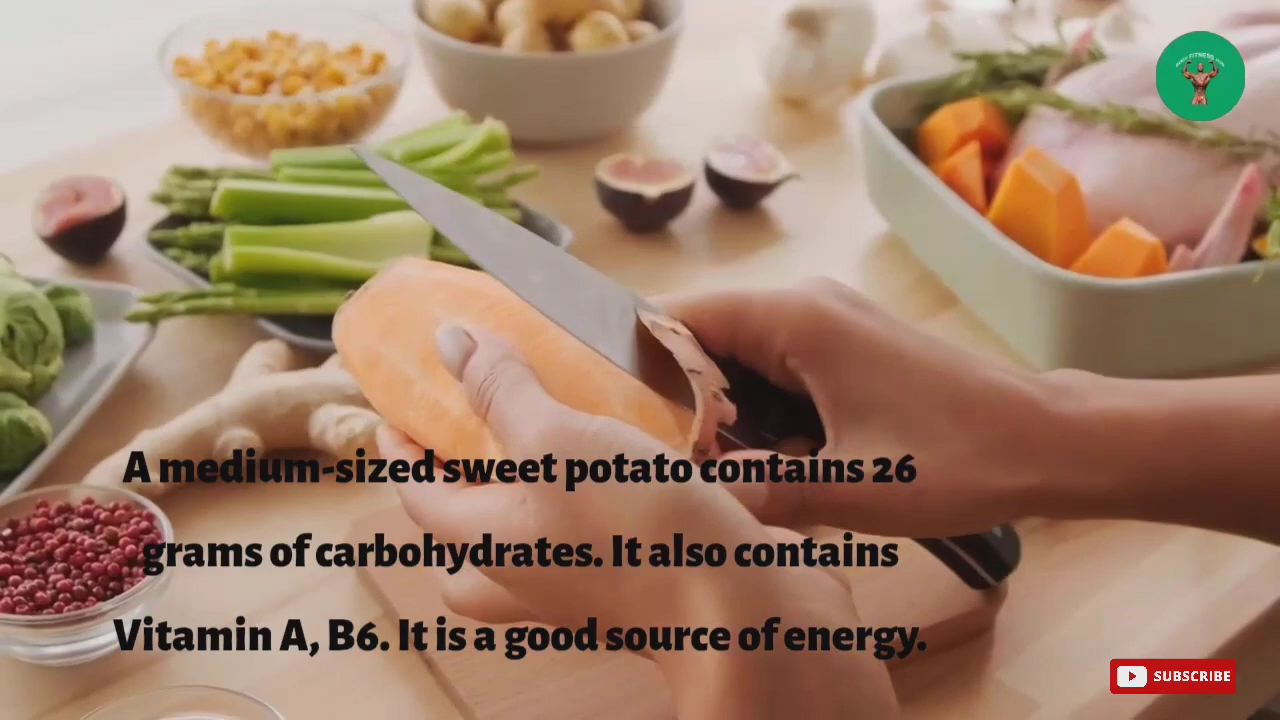 FITNESS
A medium-sized sweet potato contains 26
grams of carbohydrates. It also contains
Vitamin A, B6. It is a good source of energy.
SUBSCRIBE